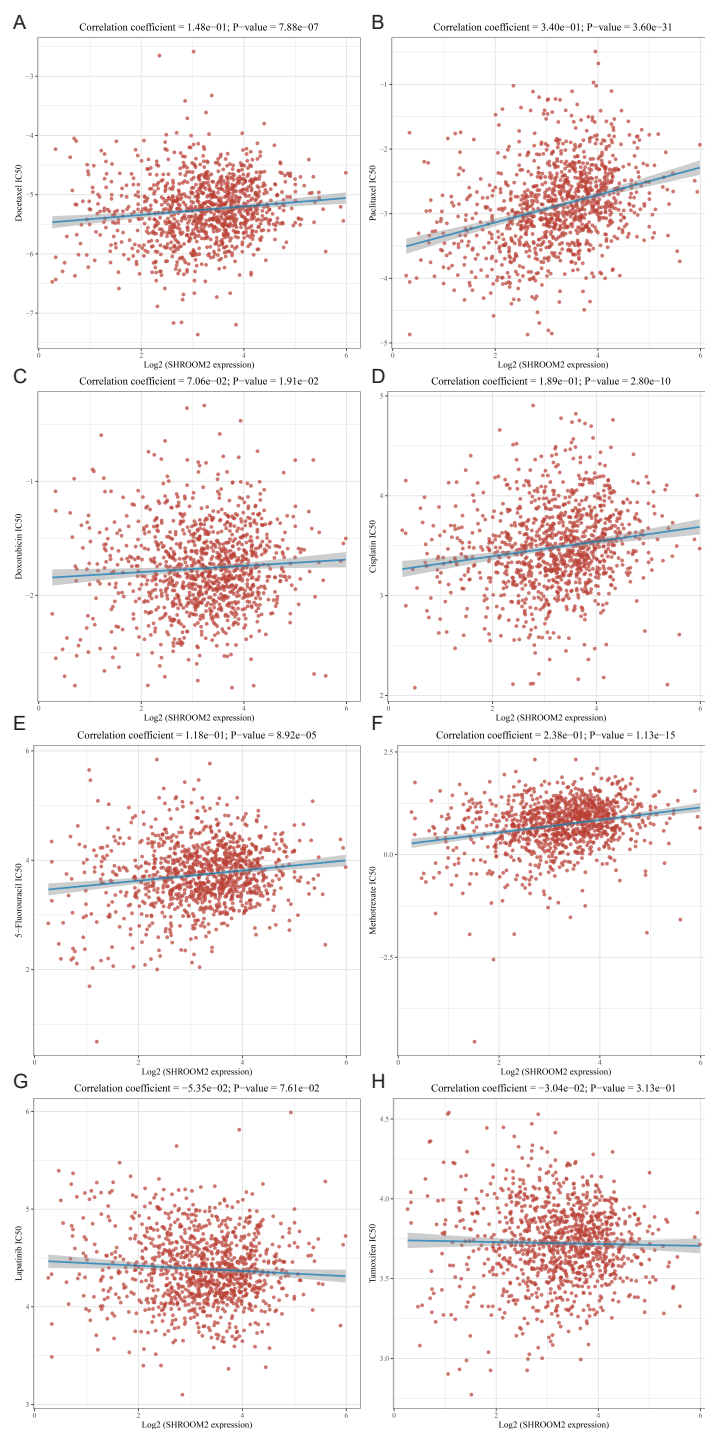 A
Correlation coefficient = 1.48e−01; P−value = 7.88e−07
Docetaxel IC50
−3
−4
−5
−6
−7
0 2 4 6
Log2 (SHROOM2 expression)
B
Correlation coefficient = 3.40e−01; P−value = 3.60e−31
Paclitaxel IC50
−1
−2
−3
−4
−5
0 2 4 6
Log2 (SHROOM2 expression)
C
Correlation coefficient = 7.06e−02; P−value = 1.91e−02
Doxorubicin IC50
−1
−2
0 2 4 6
Log2 (SHROOM2 expression)
D
Correlation coefficient = 1.89e−01; P−value = 2.80e−10
Cisplatin IC50
5
4
3
2
0 2 4 6
Log2 (SHROOM2 expression)
E
Correlation coefficient = 1.18e−01; P−value = 8.92e−05
5−Fluorouracil IC50
6
4
2
0 2 4 6
Log2 (SHROOM2 expression)
F
Correlation coefficient = 2.38e−01; P−value = 1.13e−15
Methotrexate IC50
2.5
0.0
−2.5
0 2 4 6
Log2 (SHROOM2 expression)
G
Correlation coefficient = −5.35e−02; P−value = 7.61e−02
Lapatinib IC50
6
5
4
3
0 2 4 6
Log2 (SHROOM2 expression)
H
Correlation coefficient = −3.04e−02; P−value = 3.13e−01
Tamoxifen IC50
4.5
4.0
3.5
3.0
0 2 4 6
Log2 (SHROOM2 expression)